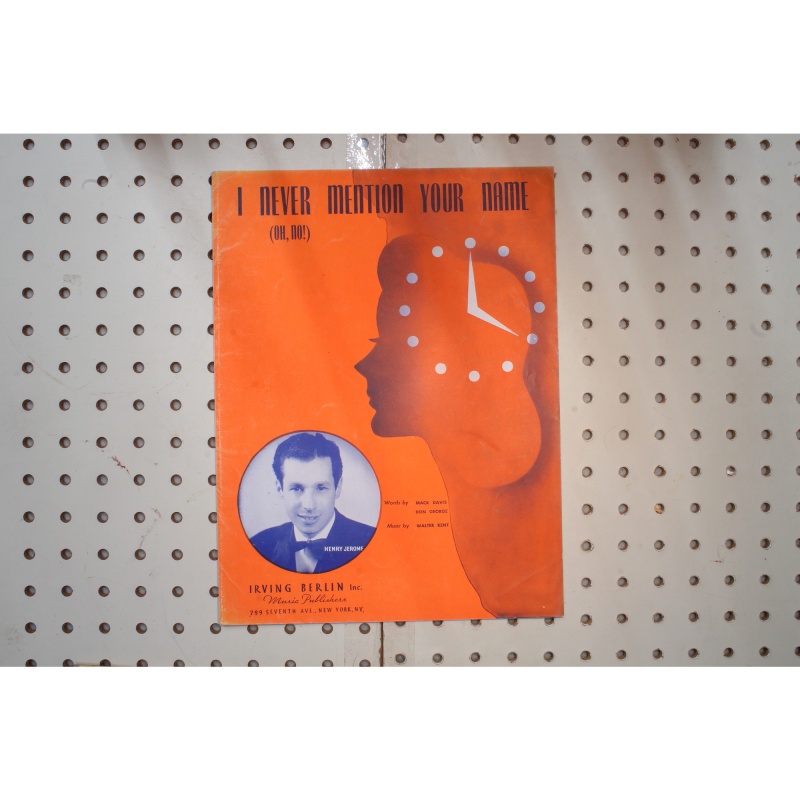 I NEVER MENTION YOUR NAME
(OH, NO!)
Words by MACK DAVIS
DON GEORGE
Music by WALTER KENT
HENRY JEROME
IRVING BERLIN Inc.
Music Publishers
799 SEVENTH AVE., NEW YORK, N.Y.